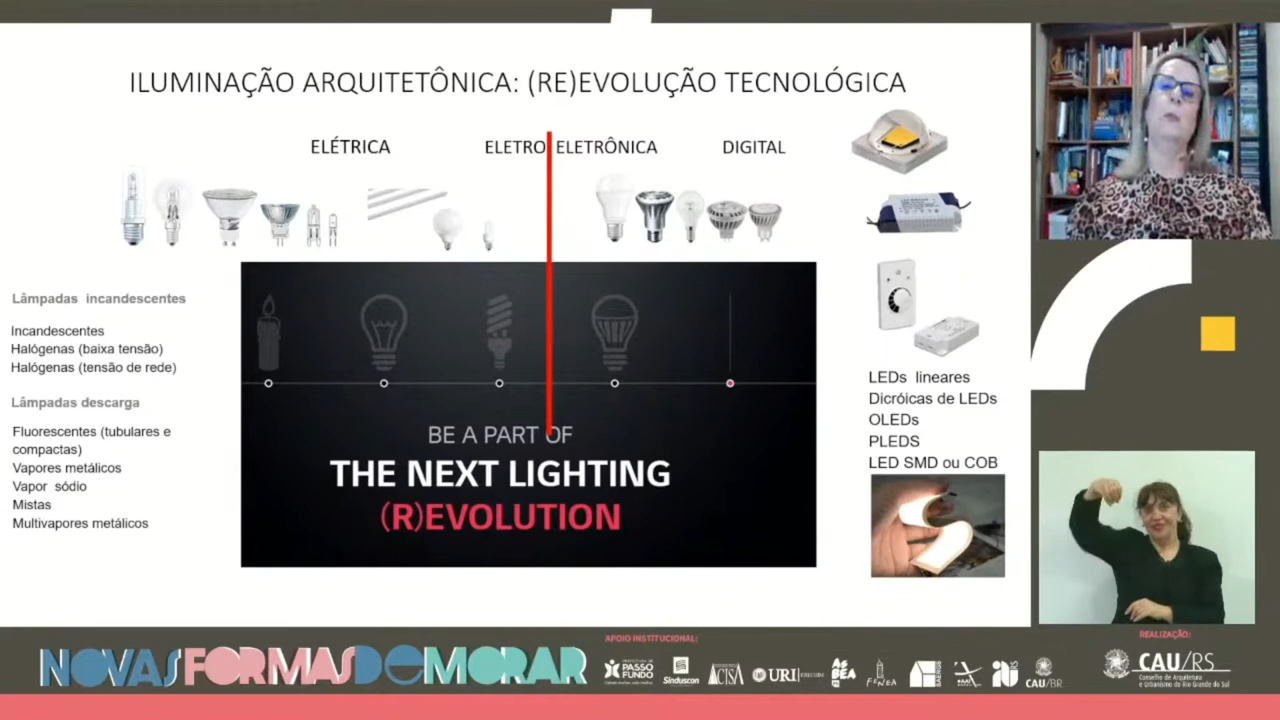 ILUMINAÇÃO ARQUITETÔNICA: (RE)EVOLUÇÃO TECNOLÓGICA
ELÉTRICA
ELETRO
ELETRÔNICA
DIGITAL
Lâmpadas incandescentes
Incandescentes
Halógenas (baixa tensão)
Halógenas (tensão de rede)
Lâmpadas descarga
Fluorescentes (tubulares e
compactas)
Vapores metálicos
Vapor sódio
Mistas
Multivapores metálicos
BE A PART OF
THE NEXT LIGHTING
(R)EVOLUTION
LEDs lineares
Dicróicas de LEDs
OLEDs
PLEDS
LED SMD ou COB
NOVAS FORMAS DE MORAR
APOIO INSTITUCIONAL:
PASSO
FUNDO
Sinduscon
ACISA
URI
ASBEA
FENEA
CAU/BR
REALIZAÇÃO:
CAU/RS
Conselho de Arquitetura
e Urbanismo do Rio Grande do Sul